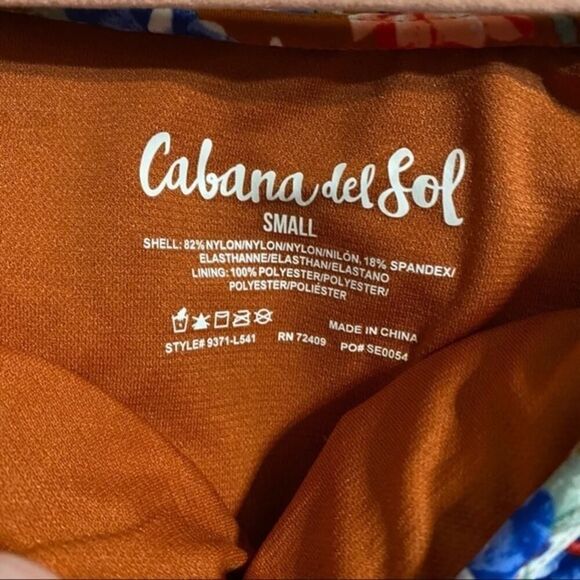 Cabana del Sol
SMALL
SHELL: 82% NYLON/NYLON/NYLON/NILÓN, 18% SPANDEX/
ELASTHANNE/ELASTHAN/ELASTANO
LINING: 100% POLYESTER/POLYESTER/
POLYESTER/POLIÉSTER
MADE IN CHINA
STYLE# 9371-L541 RN 72409 PO# SE0054